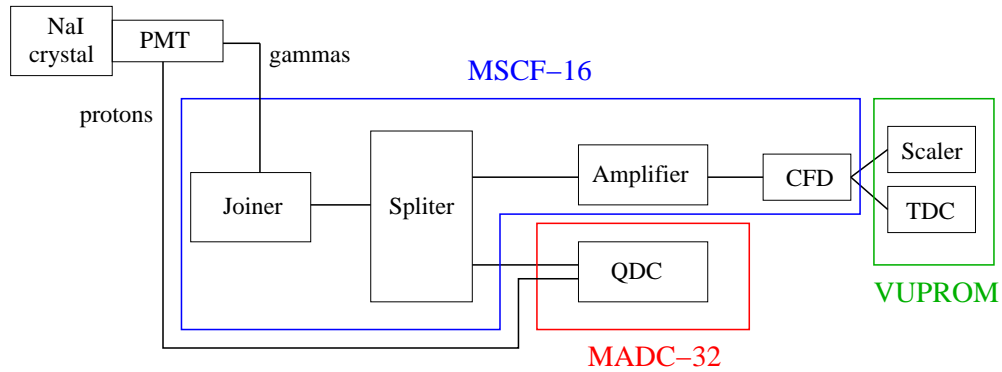 NaI
crystal
PMT
gammas
protons
MSCF−16
Joiner
Spliter
Amplifier
CFD
Scaler
TDC
QDC
VUPROM
MADC−32